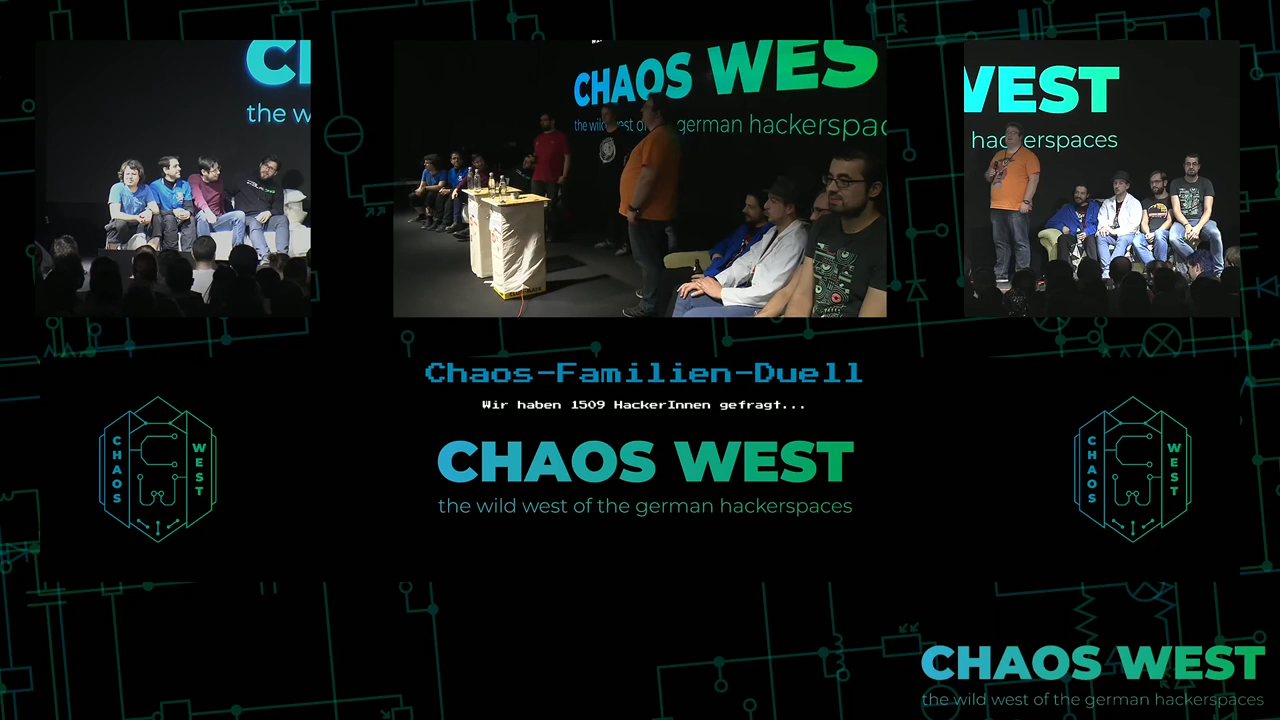 CI
the w
CHAOS WES
the wild west of german hackerspac
WEST
hackerspaces
Chaos-Familien-Duell
Wir haben 1509 HackerInnen gefragt...
CHAOS WEST
CHAOS WEST
the wild west of the german hackerspaces
CHAOS WEST
CHAOS WEST
the wild west of the german hackerspaces